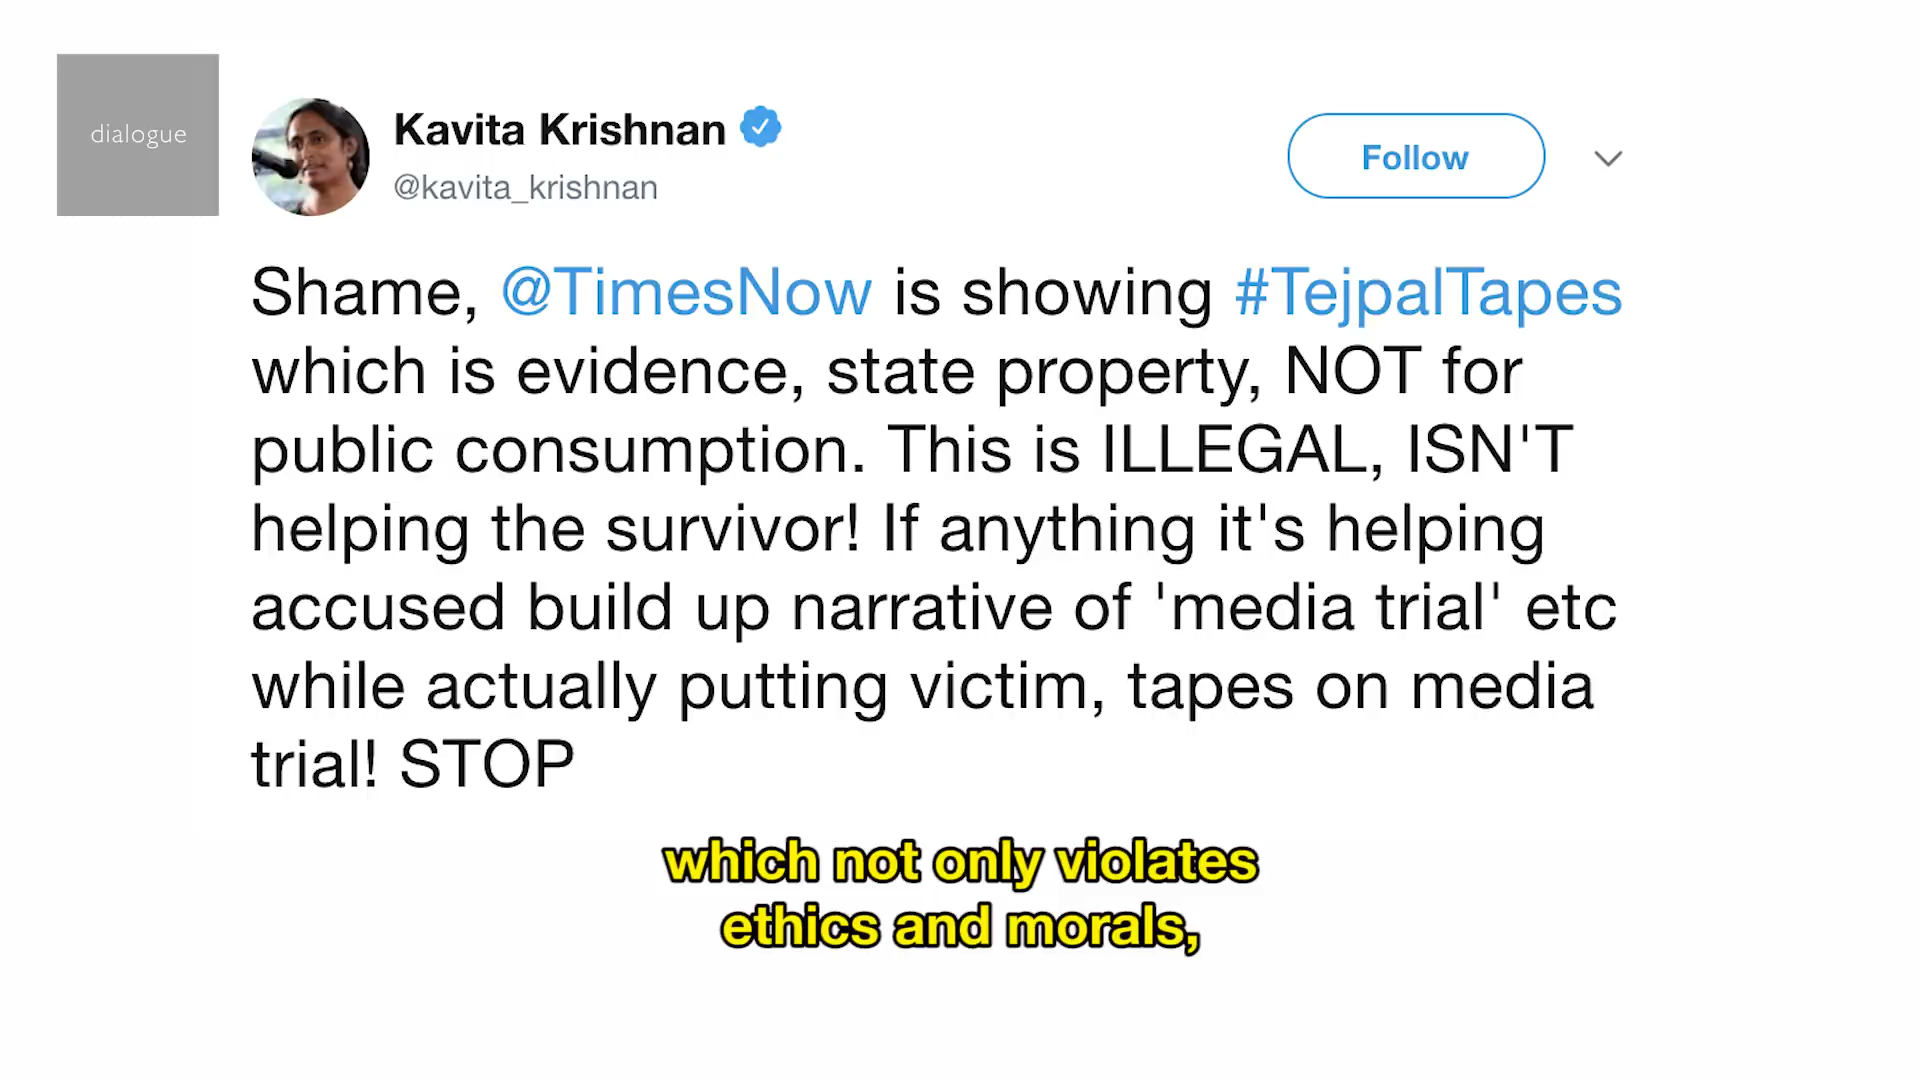 dialogue
Kavita Krishnan
@kavita_krishnan
Follow
Shame, @TimesNow is showing #TejpalTapes
which is evidence, state property, NOT for
public consumption. This is ILLEGAL, ISN'T
helping the survivor! If anything it's helping
accused build up narrative of 'media trial' etc
while actually putting victim, tapes on media
trial! STOP
which not only violates
ethics and morals,